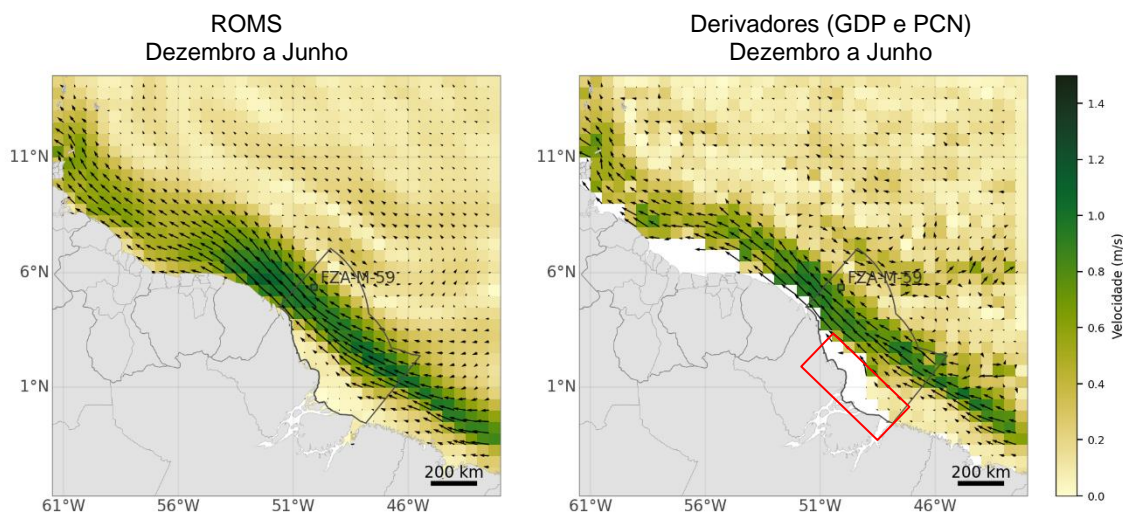 ROMS
Dezembro a Junho
Derivadores (GDP e PCN)
Dezembro a Junho
11°N
6°N
1°N
61°W
56°W
51°W
46°W
FZA-M-59
200 km
11°N
6°N
1°N
61°W
56°W
51°W
46°W
FZA-M-59
200 km
1.4
1.2
1.0
0.8
0.6
0.4
0.2
0.0
Velocidade (m/s)